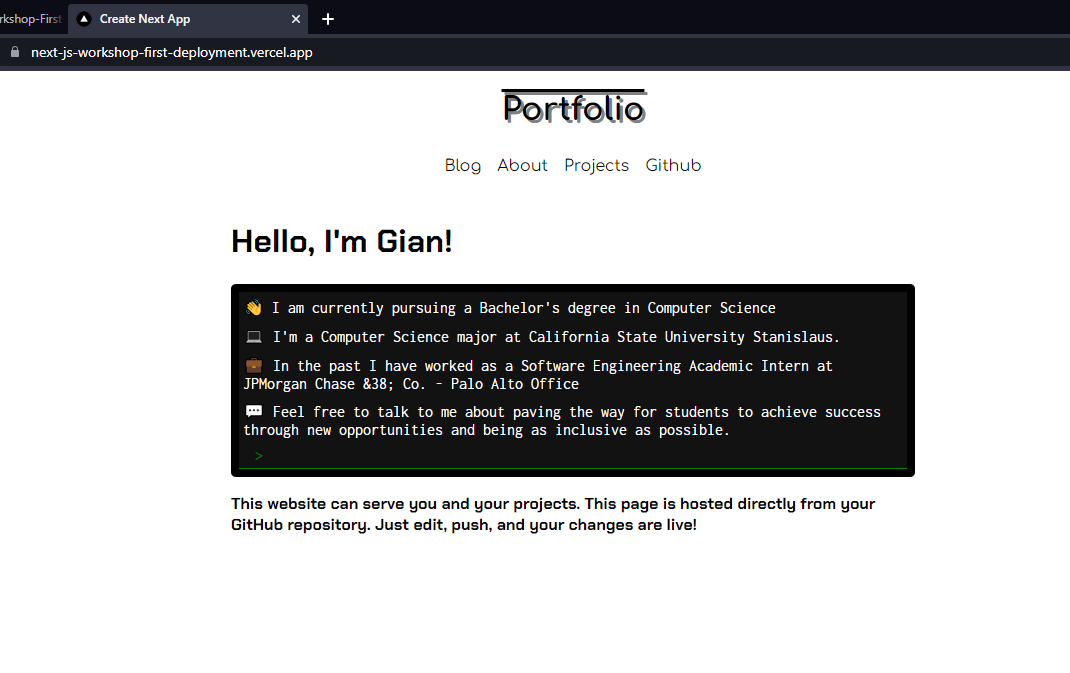 rkshop-First
Create Next App
next-js-workshop-first-deployment.vercel.app
Portfolio
Blog About Projects Github
Hello, I'm Gian!
👋 I am currently pursuing a Bachelor's degree in Computer Science
💻 I'm a Computer Science major at California State University Stanislaus.
💼 In the past I have worked as a Software Engineering Academic Intern at
JPMorgan Chase &38; Co. - Palo Alto Office
💬 Feel free to talk to me about paving the way for students to achieve success
through new opportunities and being as inclusive as possible.
>
This website can serve you and your projects. This page is hosted directly from your
GitHub repository. Just edit, push, and your changes are live!